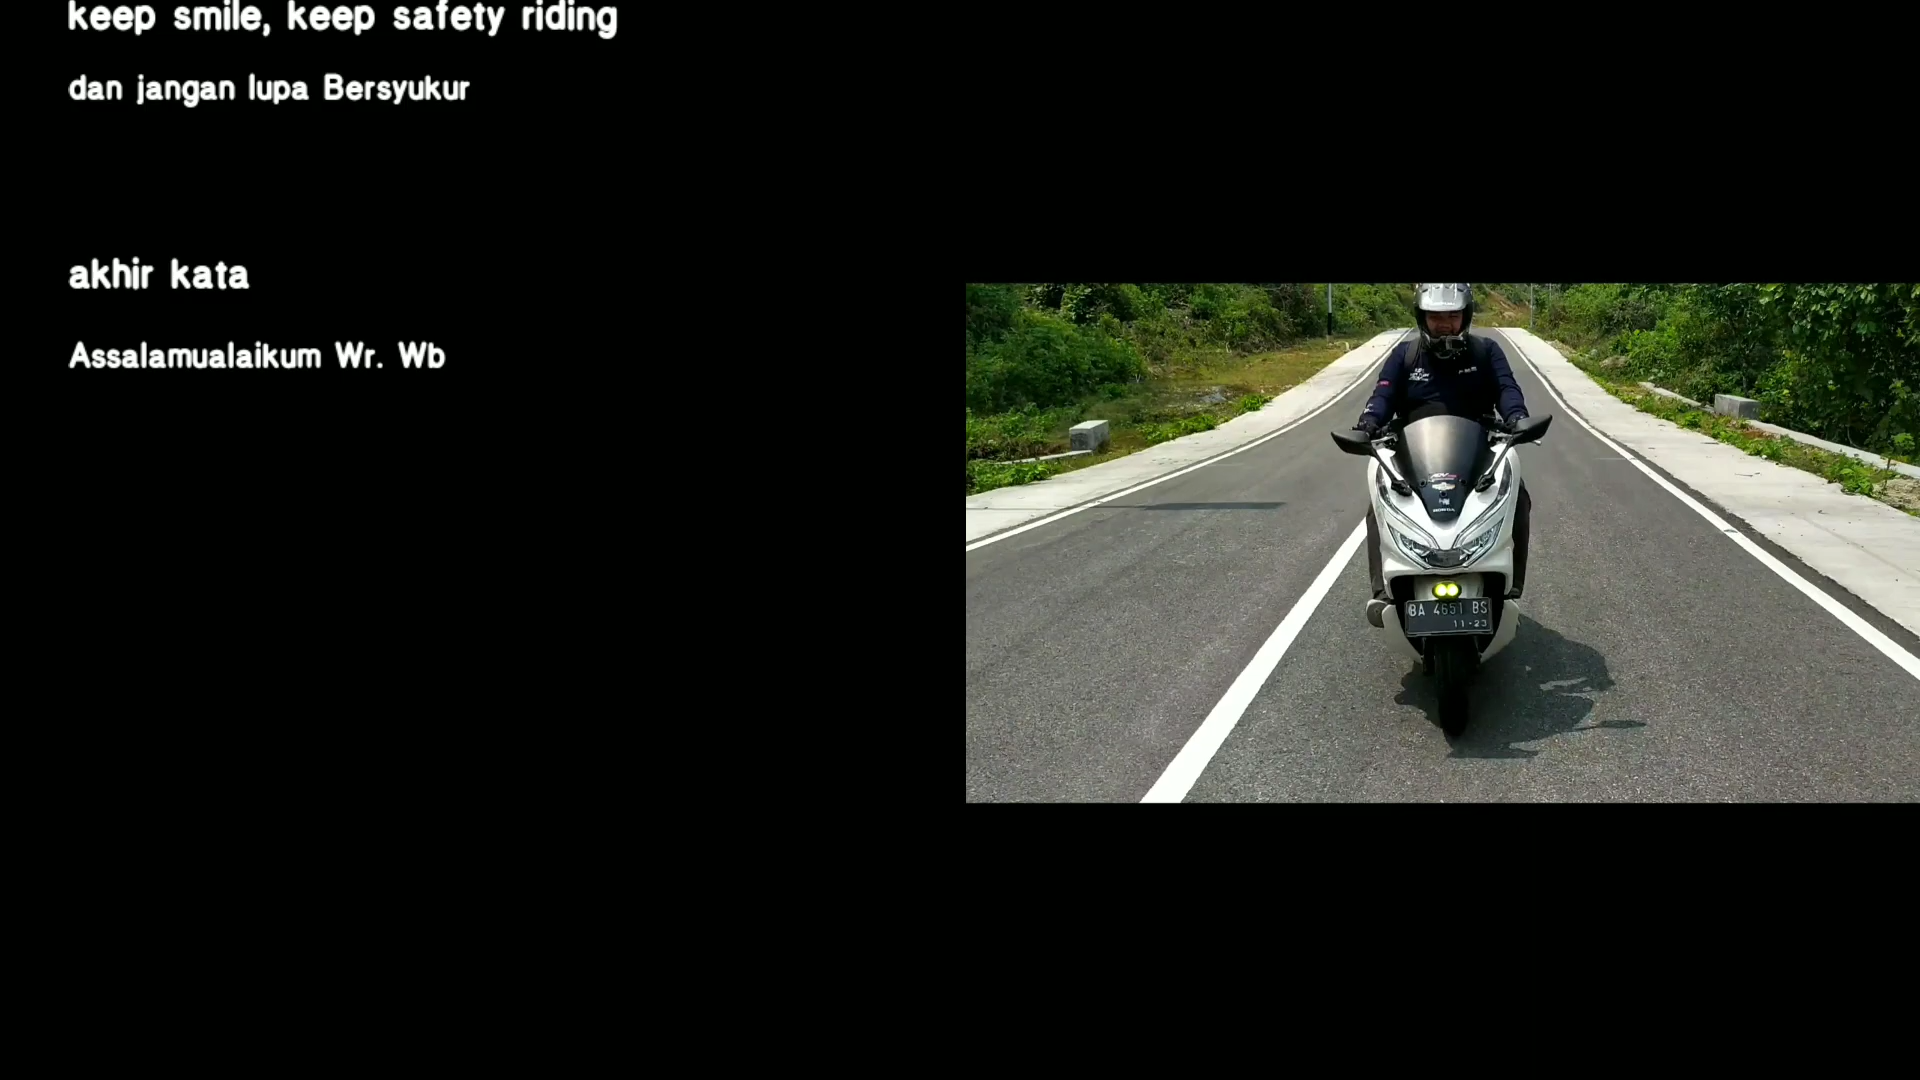 keep smile, keep safety riding
dan jangan lupa Bersyukur
akhir kata
Assalamualaikum Wr. Wb
HONDA
BA 4651 BS
11-23